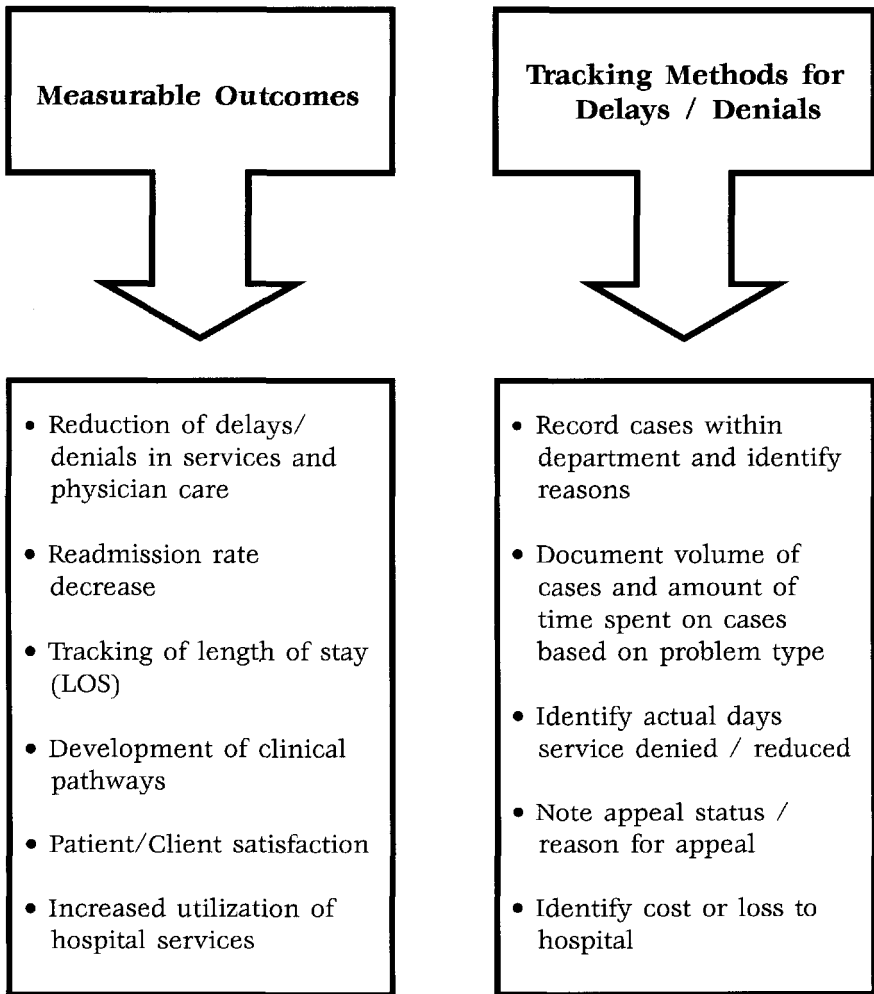 Measurable Outcomes
Tracking Methods for
Delays / Denials
• Reduction of delays/
denials in services and
physician care
• Readmission rate
decrease
• Tracking of length of stay
(LOS)
• Development of clinical
pathways
• Patient/Client satisfaction
• Increased utilization of
hospital services
• Record cases within
department and identify
reasons
• Document volume of
cases and amount of
time spent on cases
based on problem type
• Identify actual days
service denied / reduced
• Note appeal status /
reason for appeal
• Identify cost or loss to
hospital